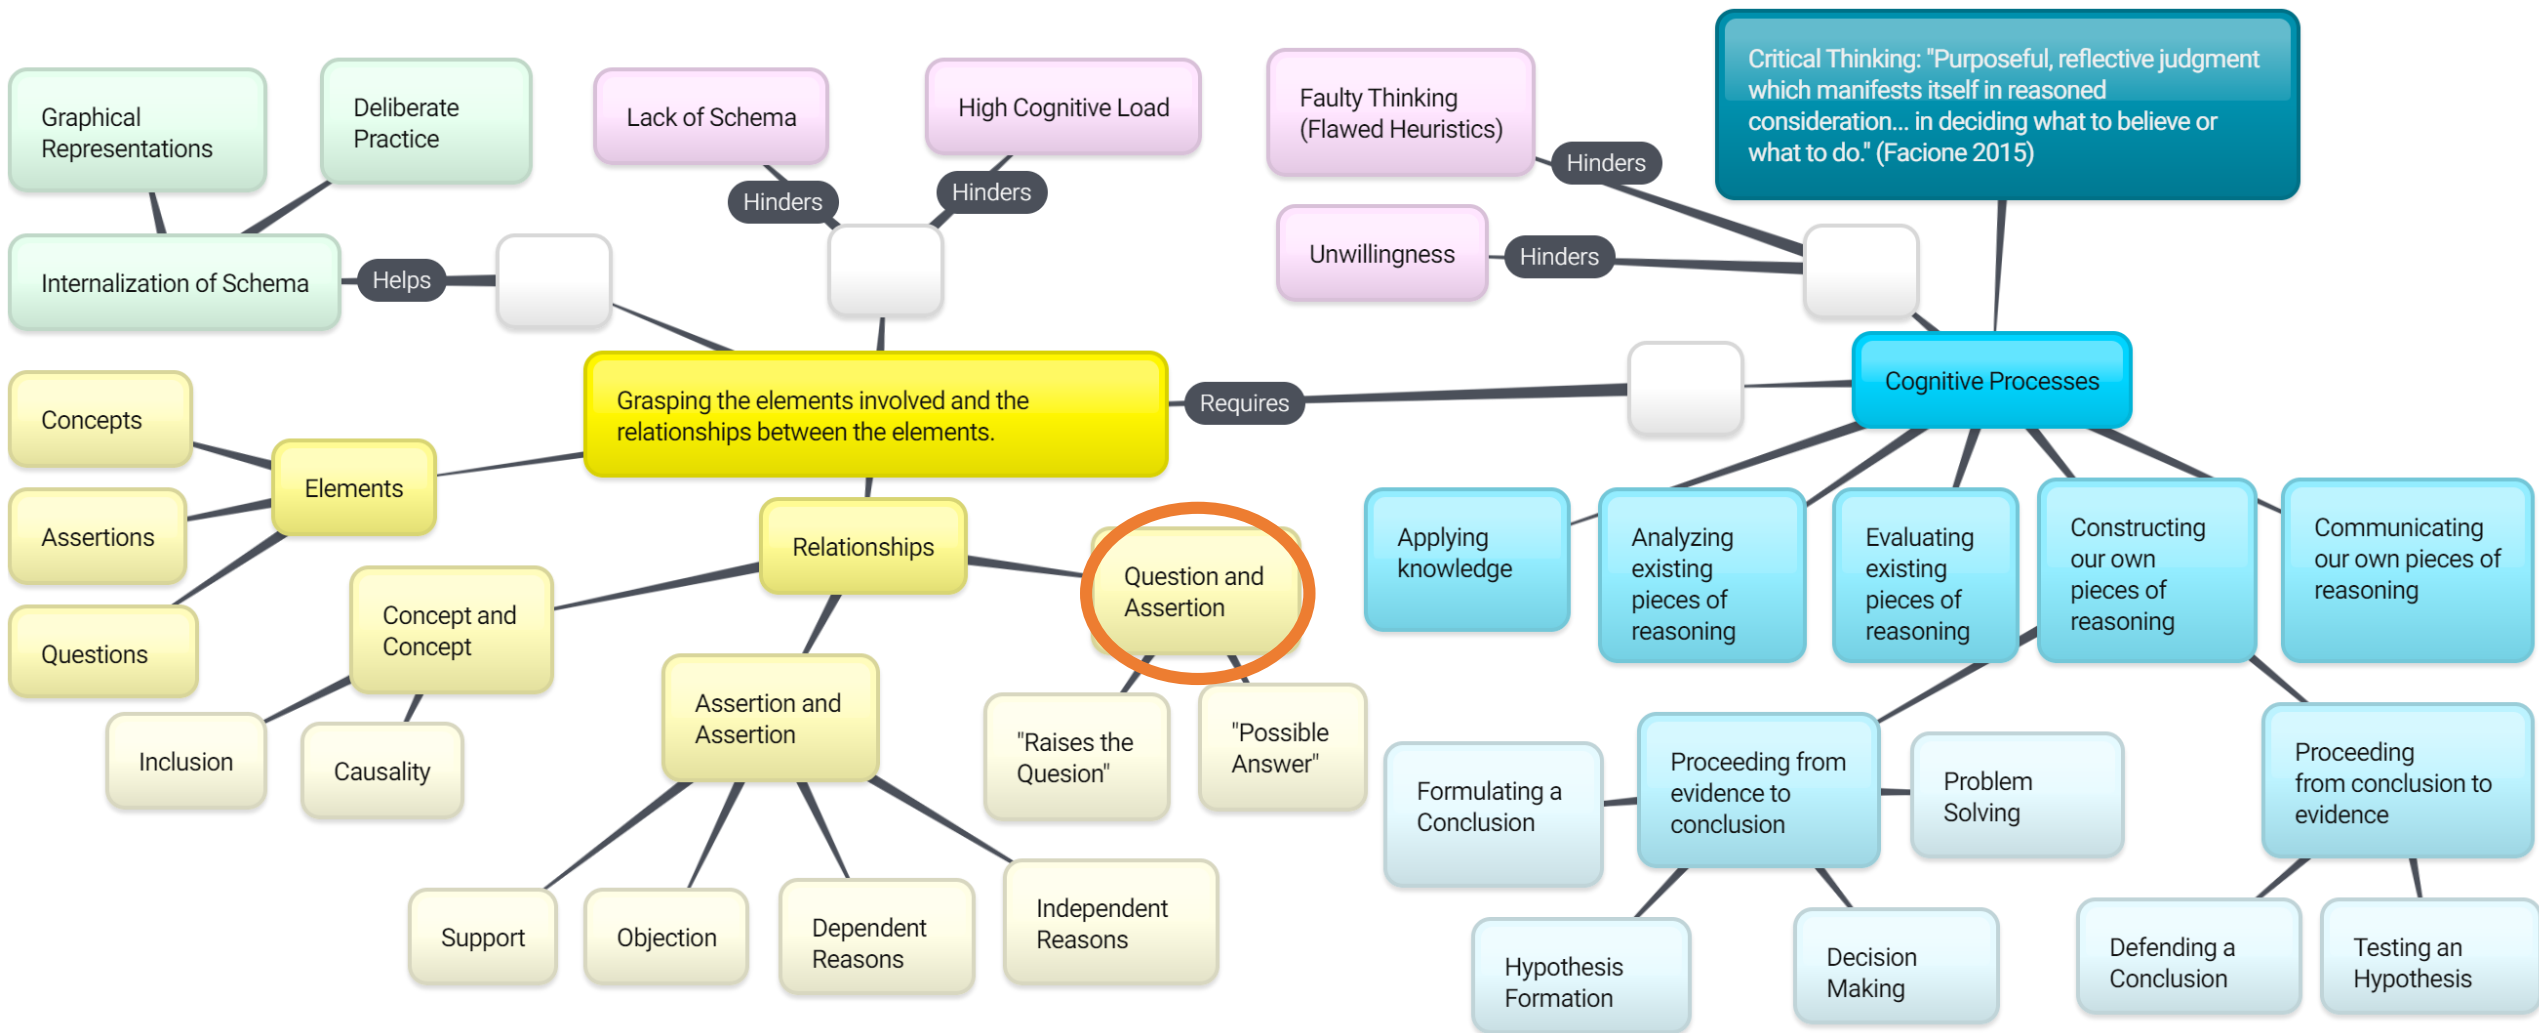 Critical Thinking: "Purposeful, reflective judgment
which manifests itself in reasoned
consideration... in deciding what to believe or
what to do." (Facione 2015)
Graphical
Representations
Deliberate
Practice
Lack of Schema
High Cognitive Load
Faulty Thinking
(Flawed Heuristics)
Hinders
Hinders
Hinders
Unwillingness
Hinders
Internalization of Schema
Helps
Grasping the elements involved and the
relationships between the elements.
Requires
Cognitive Processes
Concepts
Elements
Assertions
Questions
Relationships
Concept and
Concept
Question and
Assertion
Inclusion
Causality
Assertion and
Assertion
"Raises the
Quesion"
"Possible
Answer"
Support
Objection
Dependent
Reasons
Independent
Reasons
Applying
knowledge
Analyzing
existing
pieces of
reasoning
Evaluating
existing
pieces of
reasoning
Constructing
our own
pieces of
reasoning
Communicating
our own pieces of
reasoning
Formulating a
Conclusion
Proceeding from
evidence to
conclusion
Problem
Solving
Proceeding
from conclusion to
evidence
Hypothesis
Formation
Decision
Making
Defending a
Conclusion
Testing an
Hypothesis